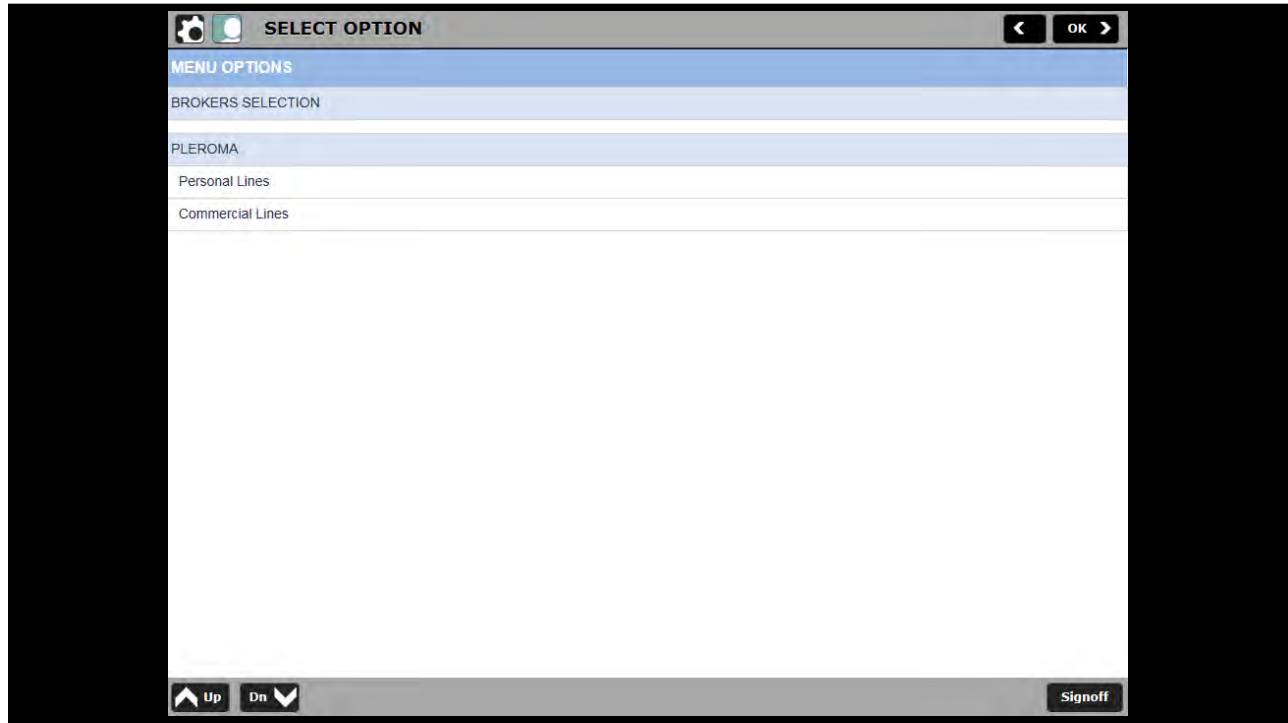 SELECT OPTION
OK
MENU OPTIONS
BROKERS SELECTION
PLEROMA
Personal Lines
Commercial Lines
Up Dn Signoff